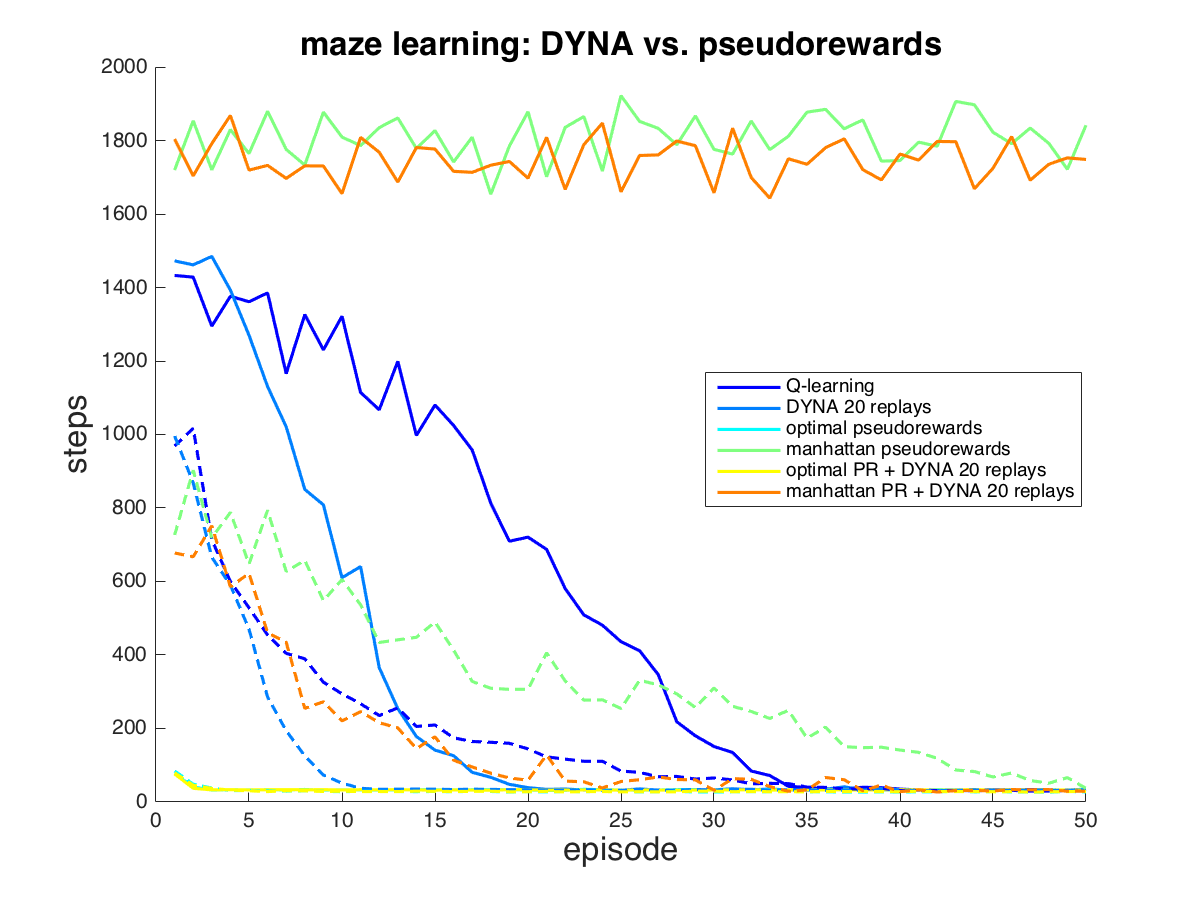 maze learning: DYNA vs. pseudorewards
2000
1800
1600
1400
1200
1000
800
600
400
200
0
steps
Q-learning
DYNA 20 replays
optimal pseudorewards
manhattan pseudorewards
optimal PR + DYNA 20 replays
manhattan PR + DYNA 20 replays
0 5 10 15 20 25 30 35 40 45 50
episode